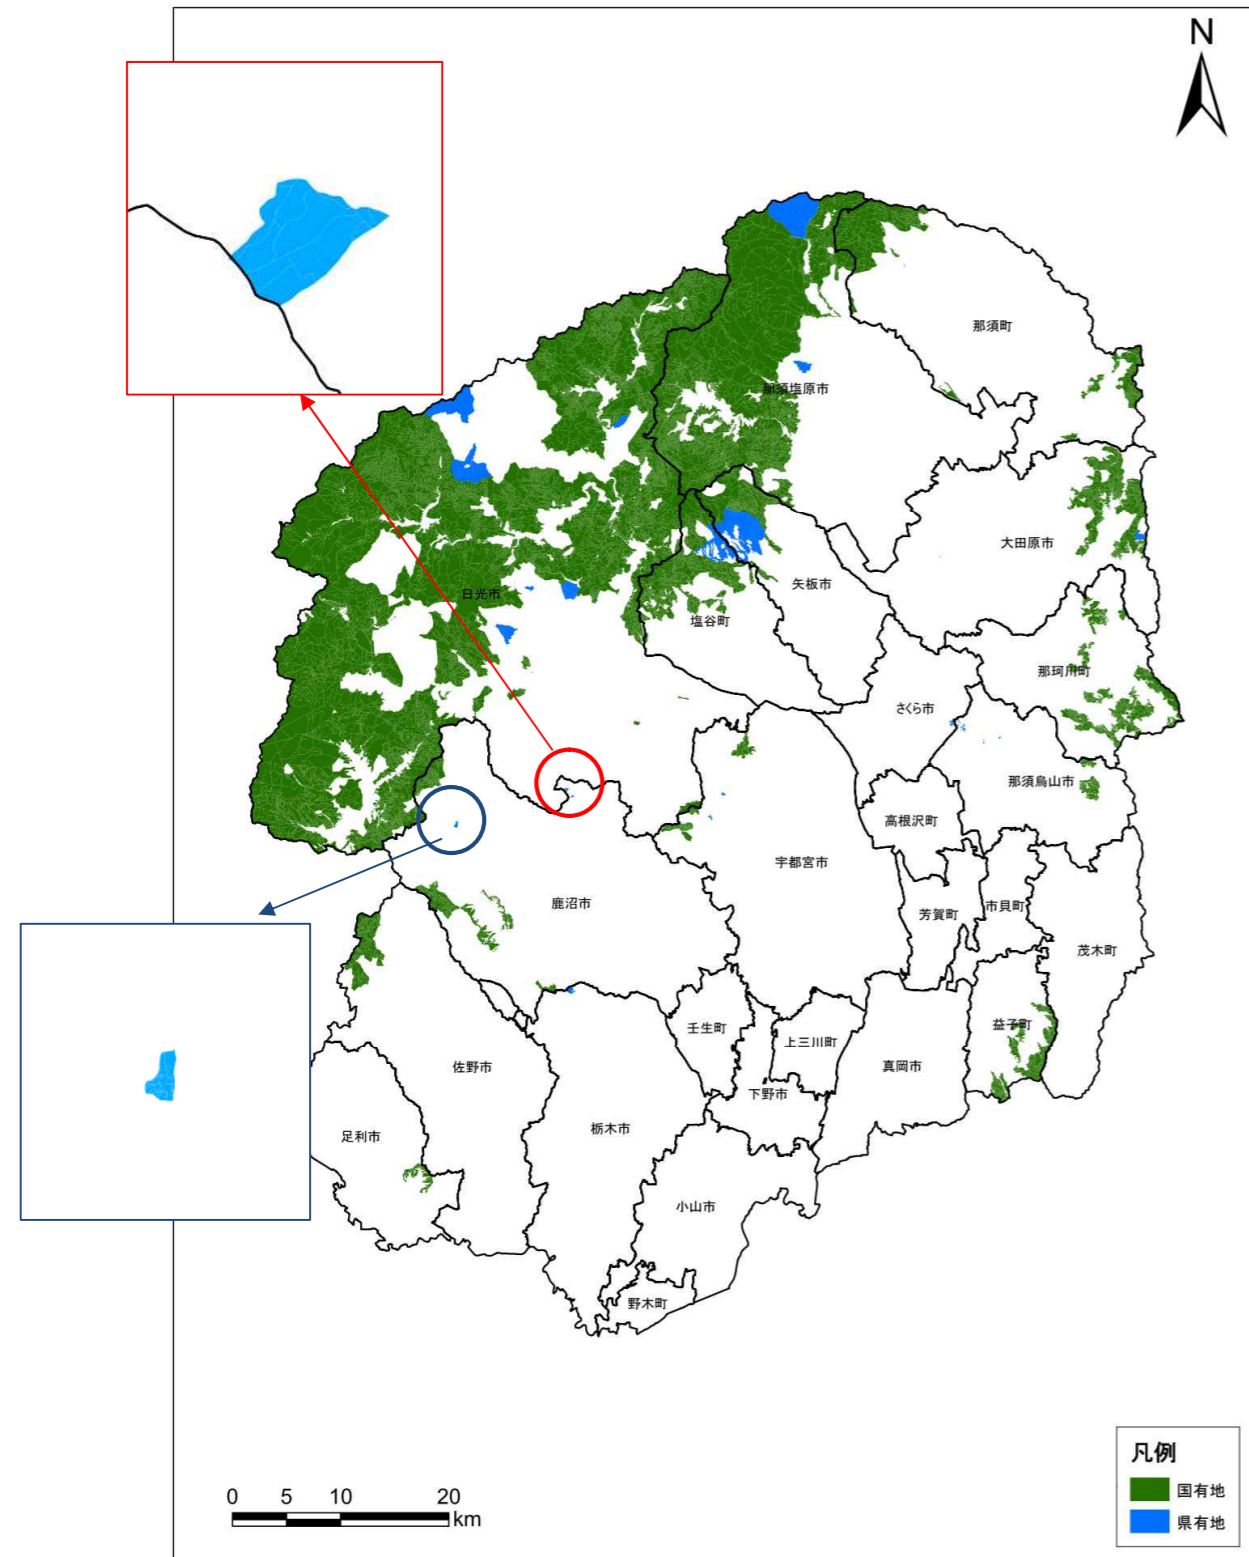 N
那須町
那須塩原市
大田原市
矢板市
日光市
塩谷町
那珂川町
さくら市
那須烏山市
高根沢町
宇都宮市
鹿沼市
芳賀町
市貝町
茂木町
壬生町
上三川町
益子町
佐野市
真岡市
下野市
栃木市
足利市
小山市
野木町
凡例
国有地
県有地
0 5 10 20
km